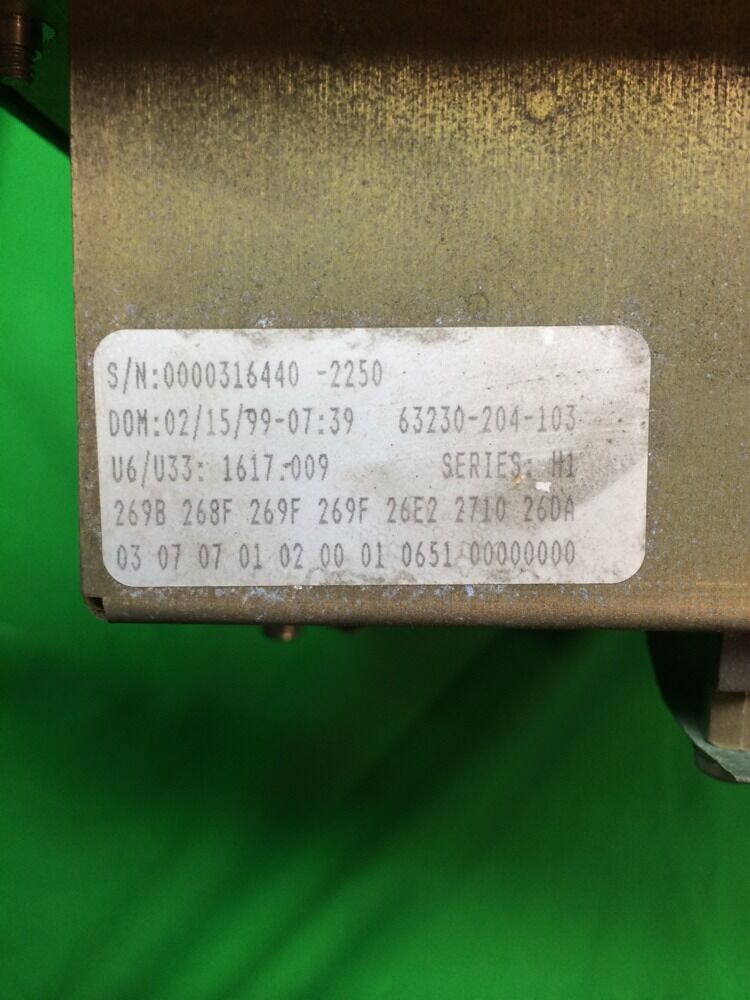 S/N:0000316440 -2250
DOM:02/15/99-07:39 63230-204-103
U6/U33: 1617-009 SERIES: H1
269B 268F 269F 269F 26E2 2710 26DA
03 07 07 01 02 00 01 0651 00000000